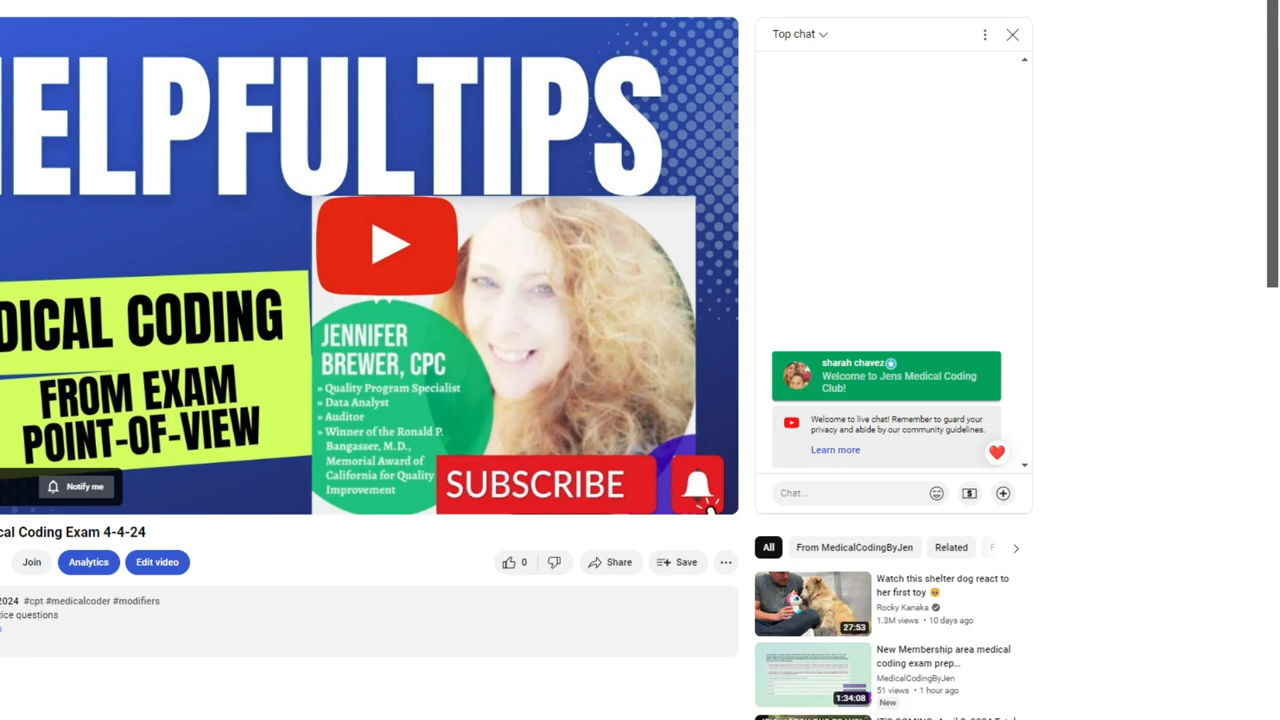 HELPFULTIPS
DICAL CODING
FROM EXAM
POINT-OF-VIEW
JENNIFER
BREWER, CPC
» Quality Program Specialist
» Data Analyst
» Auditor
» Winner of the Ronald P.
Bangasser, M.D.,
Memorial Award of
California for Quality
Improvement
SUBSCRIBE
Notify me
cal Coding Exam 4-4-24
Join
Analytics
Edit video
0
Share
Save
2024 #cpt #medicalcoder #modifiers
tice questions
Top chat
sharah chavez
Welcome to Jens Medical Coding
Club!
Welcome to live chat! Remember to guard your
privacy and abide by our community guidelines.
Learn more
Chat...
All
From MedicalCodingByJen
Related
F
Watch this shelter dog react to
her first toy
Rocky Kanaka
1.3M views • 10 days ago
27:53
New Membership area medical
coding exam prep...
MedicalCodingByJen
51 views • 1 hour ago
New
1:34:08